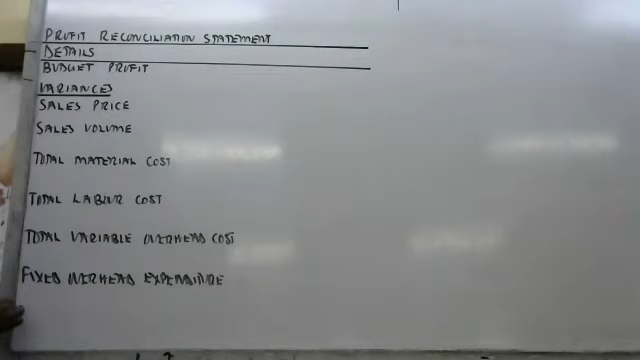 PROFIT RECONCILIATION STATEMENT
DETAILS
BUDGET PROFIT
VARIANCES
SALES PRICE
SALES VOLUME
TOTAL MATERIAL COST
TOTAL LABOUR COST
TOTAL VARIABLE OVERHEAD COST
FIXED OVERHEAD EXPENDITURE